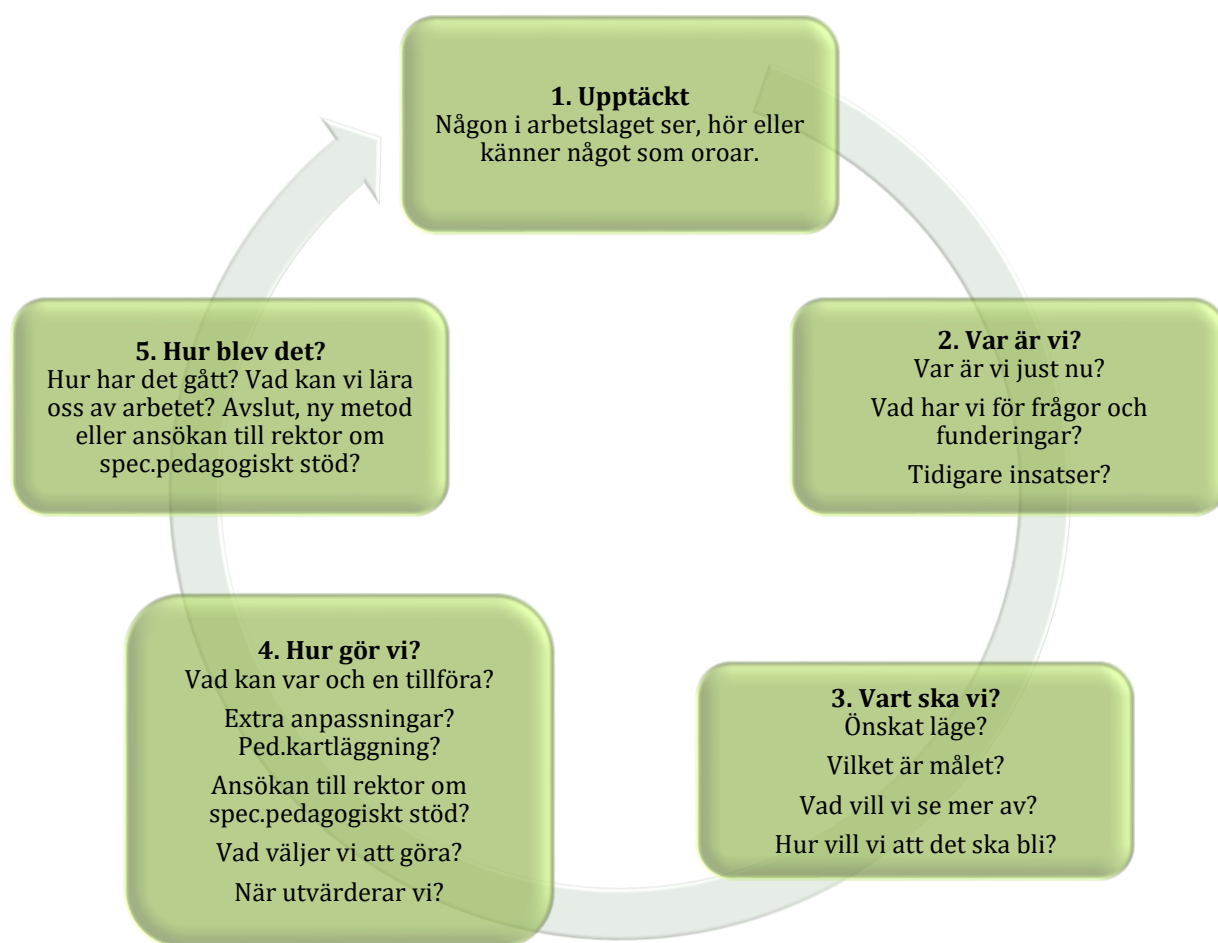 1. Upptäckt
Någon i arbetslaget ser, hör eller
känner något som oroar.
2. Var är vi?
Var är vi just nu?
Vad har vi för frågor och
funderingar?
Tidigare insatser?
3. Vart ska vi?
Önskat läge?
Vilket är målet?
Vad vill vi se mer av?
Hur vill vi att det ska bli?
4. Hur gör vi?
Vad kan var och en tillföra?
Extra anpassningar?
Ped.kartläggning?
Ansökan till rektor om
spec.pedagogiskt stöd?
Vad väljer vi att göra?
När utvärderar vi?
5. Hur blev det?
Hur har det gått? Vad kan vi lära
oss av arbetet? Avslut, ny metod
eller ansökan till rektor om
spec.pedagogiskt stöd?